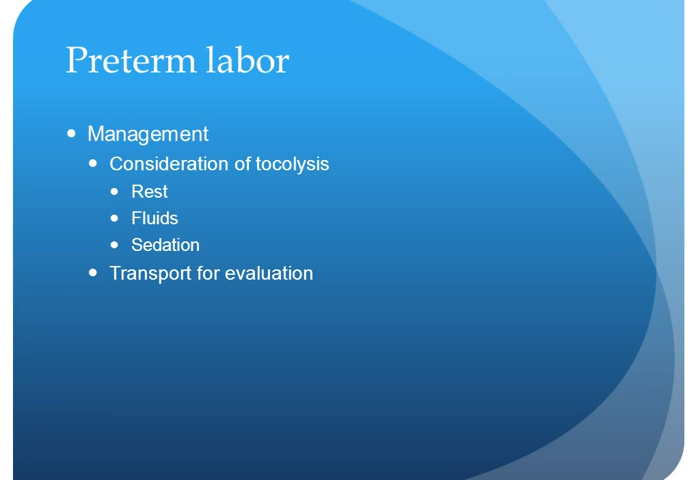 Preterm labor
• Management
• Consideration of tocolysis
• Rest
• Fluids
• Sedation
• Transport for evaluation